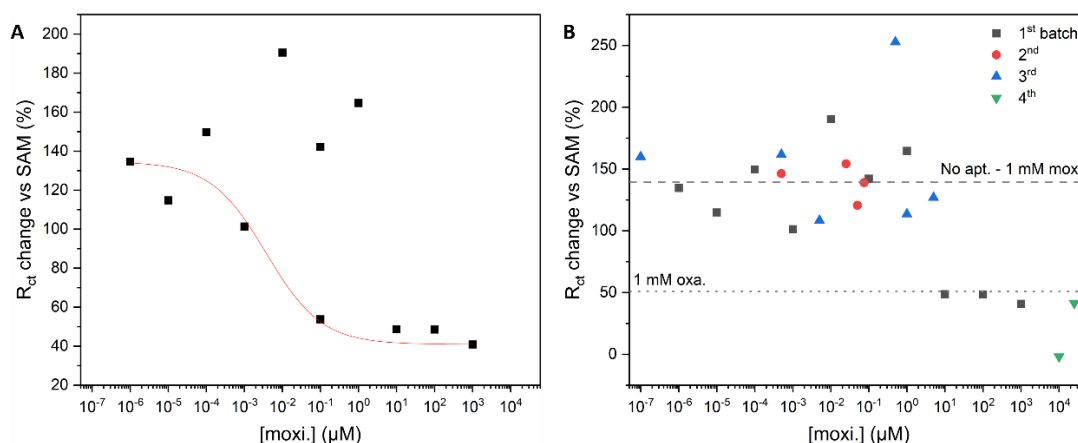 A
200
180
160
140
120
100
80
60
40
20
R_ct change vs SAM (%)
10⁻⁷ 10⁻⁶ 10⁻⁵ 10⁻⁴ 10⁻³ 10⁻² 10⁻¹ 10⁰ 10¹ 10² 10³ 10⁴
[moxi.] (µM)
B
250
200
150
100
50
0
R_ct change vs SAM (%)
1st batch
2nd
3rd
4th
No apt. - 1 mM mox
1 mM oxa.
10⁻⁷ 10⁻⁶ 10⁻⁵ 10⁻⁴ 10⁻³ 10⁻² 10⁻¹ 10⁰ 10¹ 10² 10³ 10⁴
[moxi.] (µM)